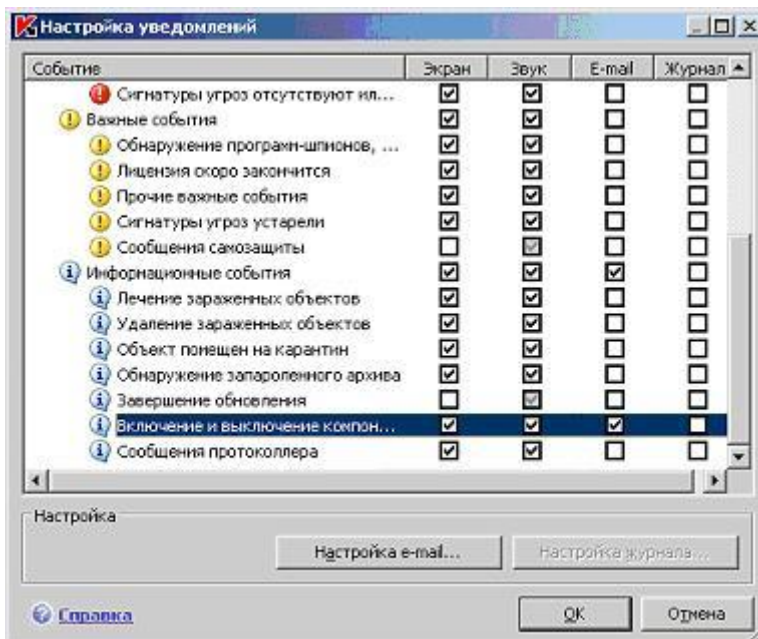 Настройка уведомлений
Событие Экран Звук E-mail Журнал
Сигнатуры угроз отсутствуют ил...
Важные события
Обнаружение программ-шпионов, ...
Лицензия скоро закончится
Прочие важные события
Сигнатуры угроз устарели
Сообщения самозащиты
Информационные события
Лечение зараженных объектов
Удаление зараженных объектов
Объект помещен на карантин
Обнаружение запароленного архива
Завершение обновления
Включение и выключение компон...
Сообщения протоколлера
Настройка
Настройка e-mail... Настройка журнала...
Справка OK Отмена